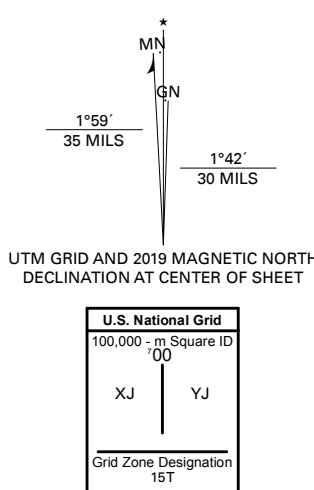 MN
GN
1°59´
35 MILS
1°42´
30 MILS
UTM GRID AND 2019 MAGNETIC NORTH
DECLINATION AT CENTER OF SHEET
U.S. National Grid
100,000 - m Square ID
⁷00
XJ YJ
Grid Zone Designation
15T